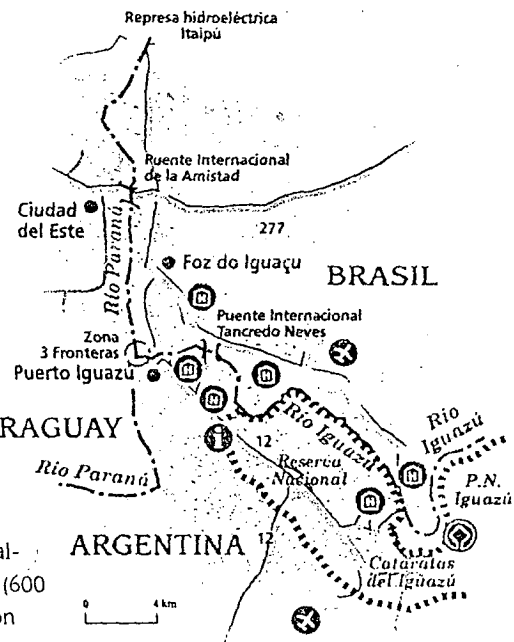 Represa hidroeléctrica
Itaipú
Puente Internacional
de la Amistad
Ciudad
del Este
Río Paraná
277
Foz do Iguaçu
BRASIL
Puente Internacional
Tancredo Neves
Zona
3 Fronteras
Puerto Iguazú
RAGUAY
Río Paraná
12
Río Iguazú
Reserva
Nacional
Río
Iguazú
P.N.
Iguazú
ARGENTINA
12
Cataratas
del Iguazú
al-
(600
ón
0 4 km